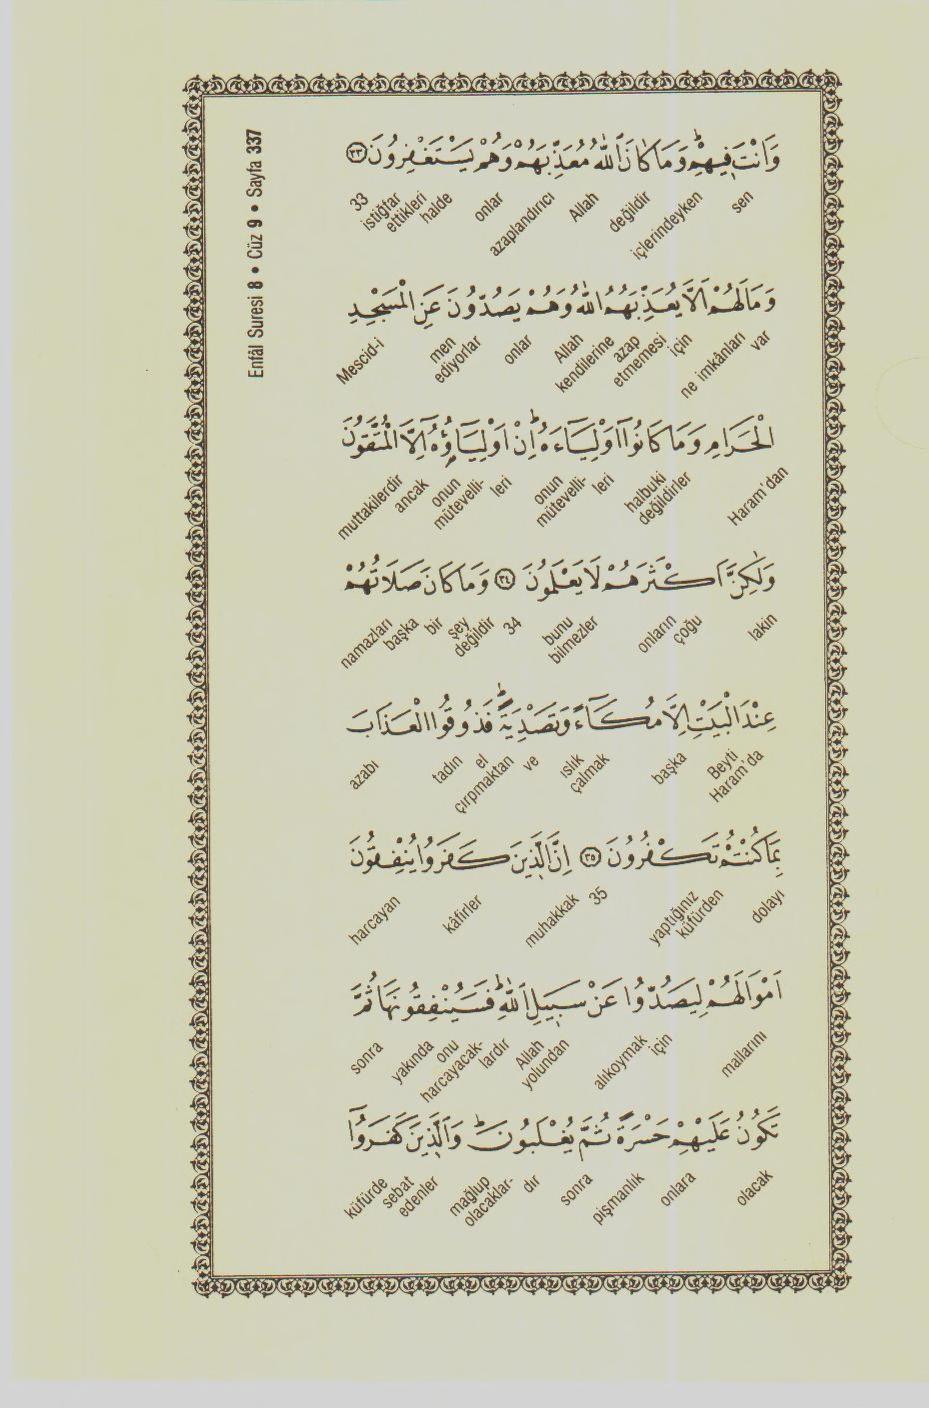 Enfâl Suresi 8 • Cüz 9 • Sayfa 337
وَاَنْتَ فِيهِمْ وَمَا كَانَ اللّٰهُ مُعَذِّبَهُمْ وَهُمْ يَسْتَغْفِرُونَ ﴿٣٣﴾
sen içlerindeyken değildir Allah azaplandırıcı onlar halde istiğfar ettikleri 33
وَمَا لَهُمْ اَلَّا يُعَذِّبَهُمُ اللّٰهُ وَهُمْ يَصُدُّونَ عَنِ الْمَسْجِدِ
var ne imkânları için azap etmemesi Allah kendilerine onlar men ediyorlar Mescid-i
الْحَرَامِ وَمَا كَانُوا اَوْلِيَاءَهُ اِنْ اَوْلِيَاؤُهُ اِلَّا الْمُتَّقُونَ
Haram'dan halbuki değildirler onun mütevelli- leri onun mütevelli- leri ancak muttakilerdir
وَلٰكِنَّ اَكْثَرَهُمْ لَا يَعْلَمُونَ ﴿٣٤﴾ وَمَا كَانَ صَلَاتُهُمْ
lakin onların çoğu bunu bilmezler 34 şey değildir bir başka namazları
عِنْدَ الْبَيْتِ اِلَّا مُكَاءً وَتَصْدِيَةً فَذُوقُوا الْعَذَابَ
Beyti Haram'da başka ıslık çalmak ve el çırpmaktan tadın azabı
بِمَا كُنْتُمْ تَكْفُرُونَ ﴿٣٥﴾ اِنَّ الَّذِينَ كَفَرُوا يُنْفِقُونَ
dolayı yaptığınız küfürden 35 muhakkak kâfirler harcayan
اَمْوَالَهُمْ لِيَصُدُّوا عَنْ سَبِيلِ اللّٰهِ فَسَيُنْفِقُونَهَا ثُمَّ
mallarını için alıkoymak Allah yolundan onu harcayacak- lardır yakında sonra
تَكُونُ عَلَيْهِمْ حَسْرَةً ثُمَّ يُغْلَبُونَ وَالَّذِينَ كَفَرُوا
olacak onlara pişmanlık sonra mağlup olacaklar- dır küfürde sebat edenler